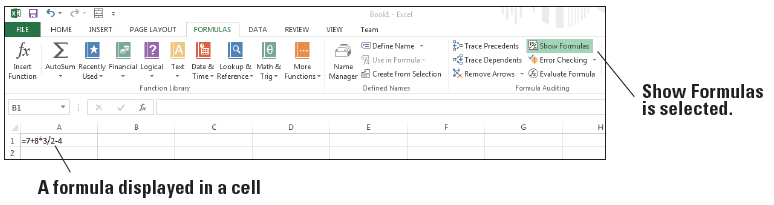 Book1 - Excel
FILE HOME INSERT PAGE LAYOUT FORMULAS DATA REVIEW VIEW Team
fx Σ ? θ
Insert Function
AutoSum
Recently Used
Financial
Logical
Text
Date & Time
Lookup & Reference
Math & Trig
More Functions
Function Library
Name Manager
Define Name
Use in Formula
Create from Selection
Defined Names
Trace Precedents
Trace Dependents
Remove Arrows
Show Formulas
Error Checking
Evaluate Formula
Formula Auditing
Show Formulas
is selected.
B1 fx
A B C D E F G H
1 =7+8*3/2-4
2
A formula displayed in a cell